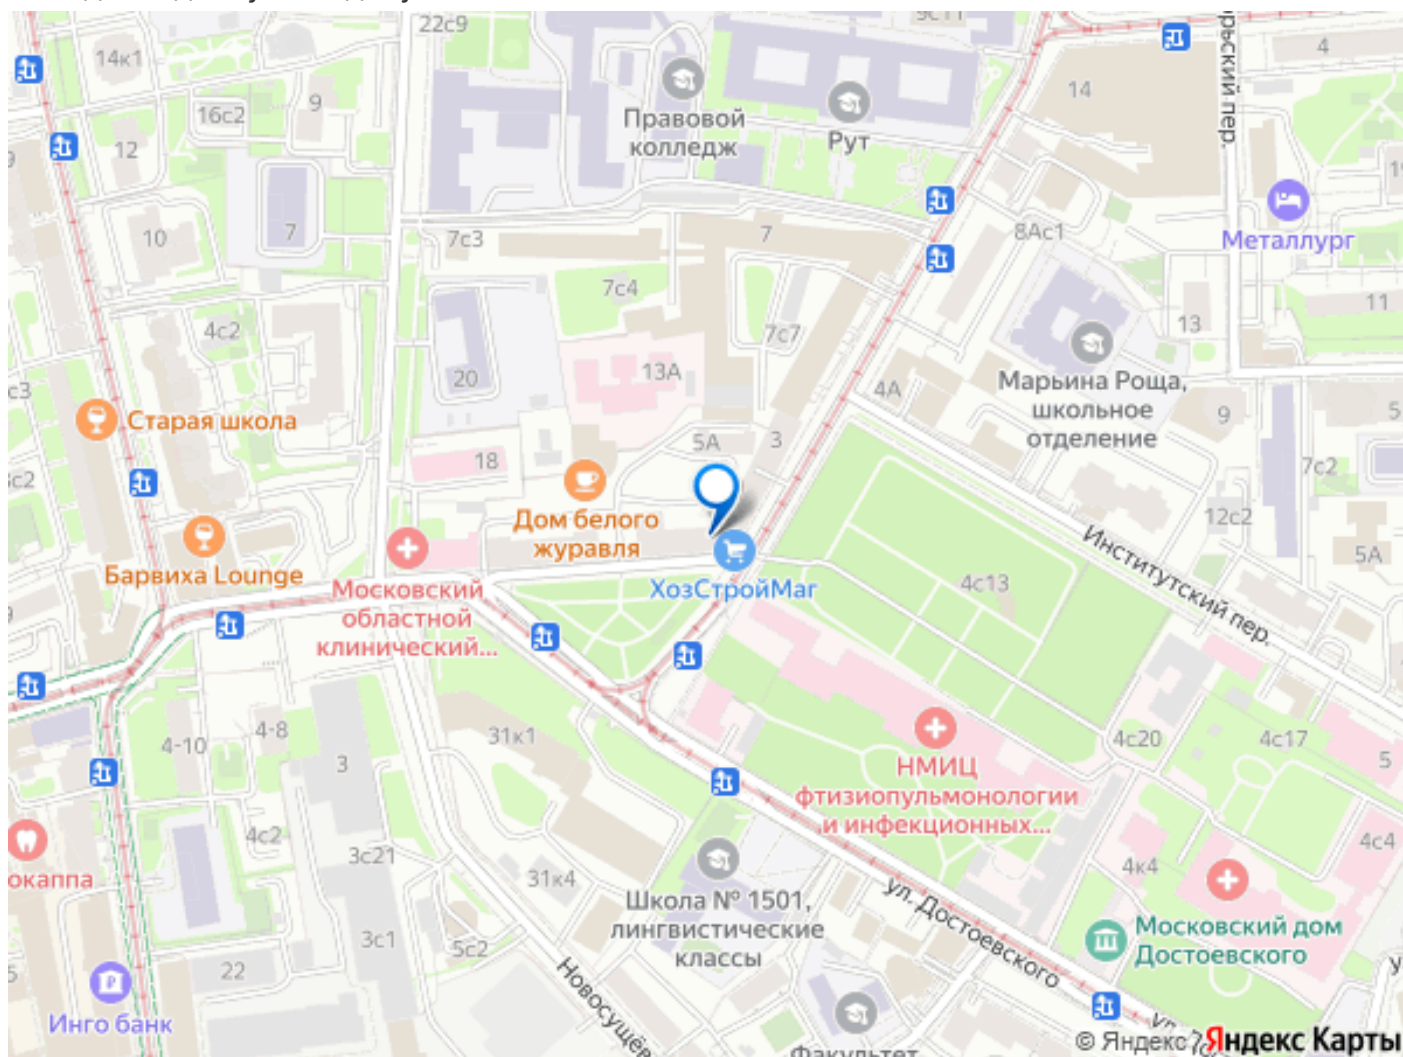 22с9
9с11
14к1
16с2
9
12
10
7
Правовой
колледж
Рут
14
4
Металлург
7с3
7
8Ас1
7с4
7с7
11
13
4с2
20
13А
4А
Марьина Роща,
школьное
отделение
9
5
Старая школа
18
5А
3
7с2
12с2
5А
Дом белого
журавля
Барвиха Lounge
Московский
областной
клинический...
ХозСтройМаг
4с13
Институтский пер.
4-10
4-8
3
31к1
НМИЦ
фтизиопульмонологии
и инфекционных...
4с20
4с17
5
4с2
3с21
31к4
Школа № 1501,
лингвистические
классы
ул. Достоевского
4к4
4с4
Московский дом
Достоевского
окаппа
3с1
5с2
22
Инго банк
Новосущёв
Факультет
© Яндекс
Яндекс Карты